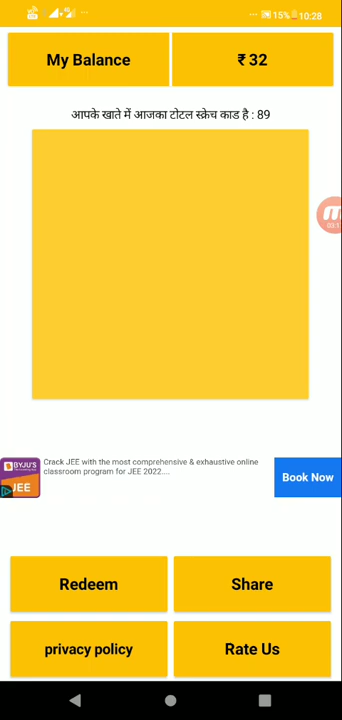 15% 10:28
My Balance
₹ 32
आपके खाते में आजका टोटल स्क्रेच काड है : 89
BYJU'S
JEE
Crack JEE with the most comprehensive & exhaustive online
classroom program for JEE 2022....
Book Now
Redeem
Share
privacy policy
Rate Us